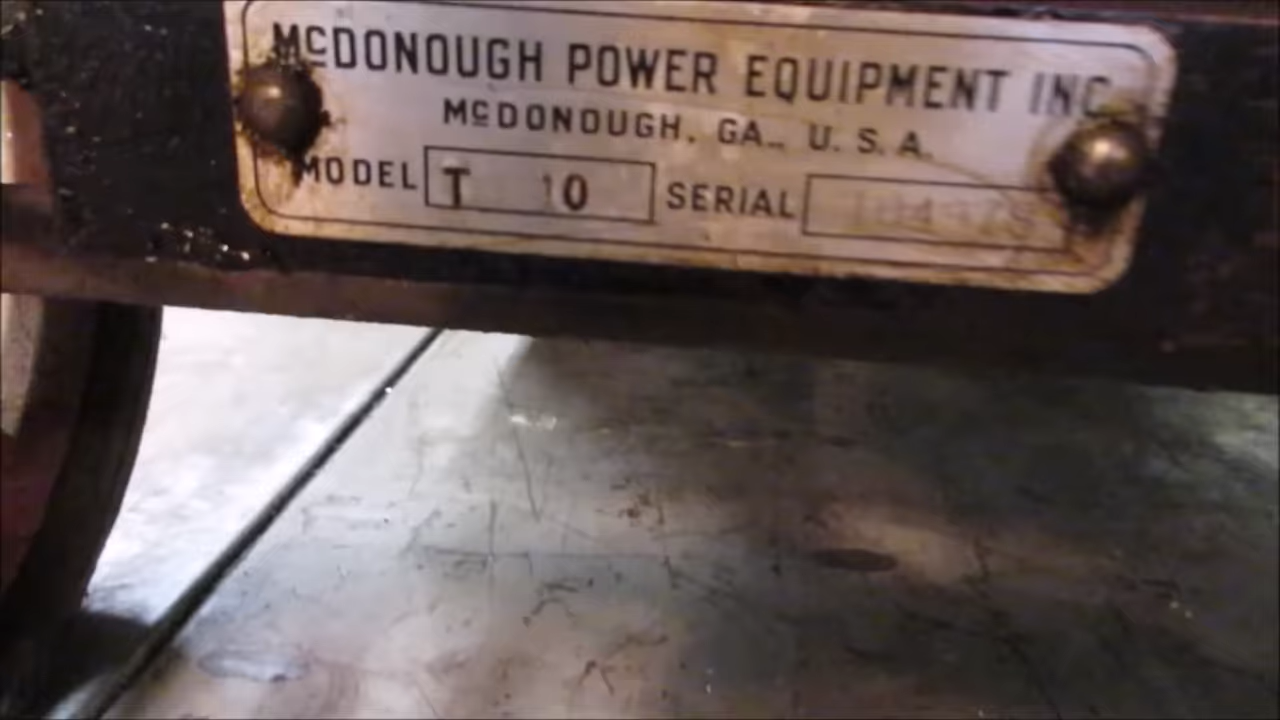 McDONOUGH POWER EQUIPMENT INC
McDONOUGH, GA., U. S. A.
MODEL T 10 SERIAL